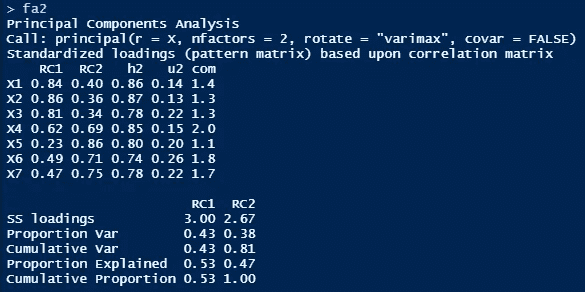 > fa2
Principal Components Analysis
Call: principal(r = X, nfactors = 2, rotate = "varimax", covar = FALSE)
Standardized loadings (pattern matrix) based upon correlation matrix
RC1 RC2 h2 u2 com
X1 0.84 0.40 0.86 0.14 1.4
X2 0.86 0.36 0.87 0.13 1.3
X3 0.81 0.34 0.78 0.22 1.3
X4 0.62 0.69 0.85 0.15 2.0
X5 0.23 0.86 0.80 0.20 1.1
X6 0.49 0.71 0.74 0.26 1.8
X7 0.47 0.75 0.78 0.22 1.7
RC1 RC2
SS loadings 3.00 2.67
Proportion Var 0.43 0.38
Cumulative Var 0.43 0.81
Proportion Explained 0.53 0.47
Cumulative Proportion 0.53 1.00